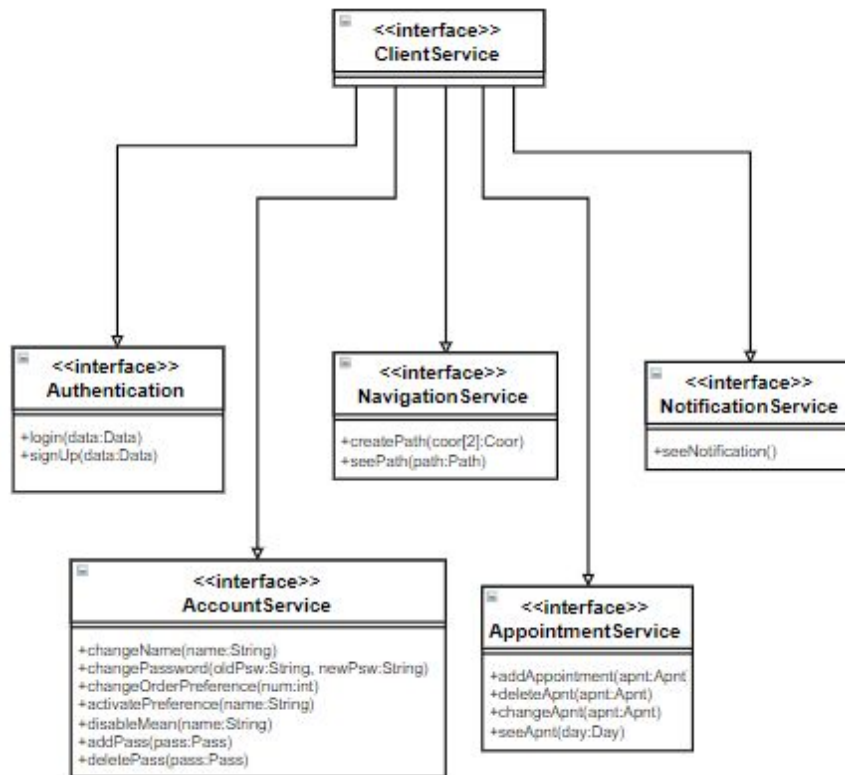 <<interface>>
ClientService
<<interface>>
Authentication
+login(data:Data)
+signUp(data:Data)
<<interface>>
NavigationService
+createPath(coor[2]:Coor)
+seePath(path:Path)
<<interface>>
NotificationService
+seeNotification()
<<interface>>
AccountService
+changeName(name:String)
+changePassword(oldPsw:String, newPsw:String)
+changeOrderPreference(num:int)
+activatePreference(name:String)
+disableMean(name:String)
+addPass(pass:Pass)
+deletePass(pass:Pass)
<<interface>>
AppointmentService
+addAppointment(apnt:Apnt
+deleteApnt(apnt:Apnt)
+changeApnt(apnt:Apnt)
+seeApnt(day:Day)